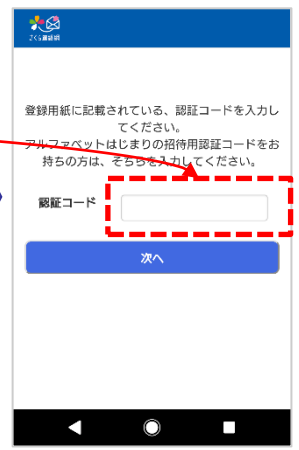 さくら連絡網
登録用紙に記載されている、認証コードを入力し
てください。
アルファベットはじまりの招待用認証コードをお
持ちの方は、そちらを入力してください。
認証コード
次へ